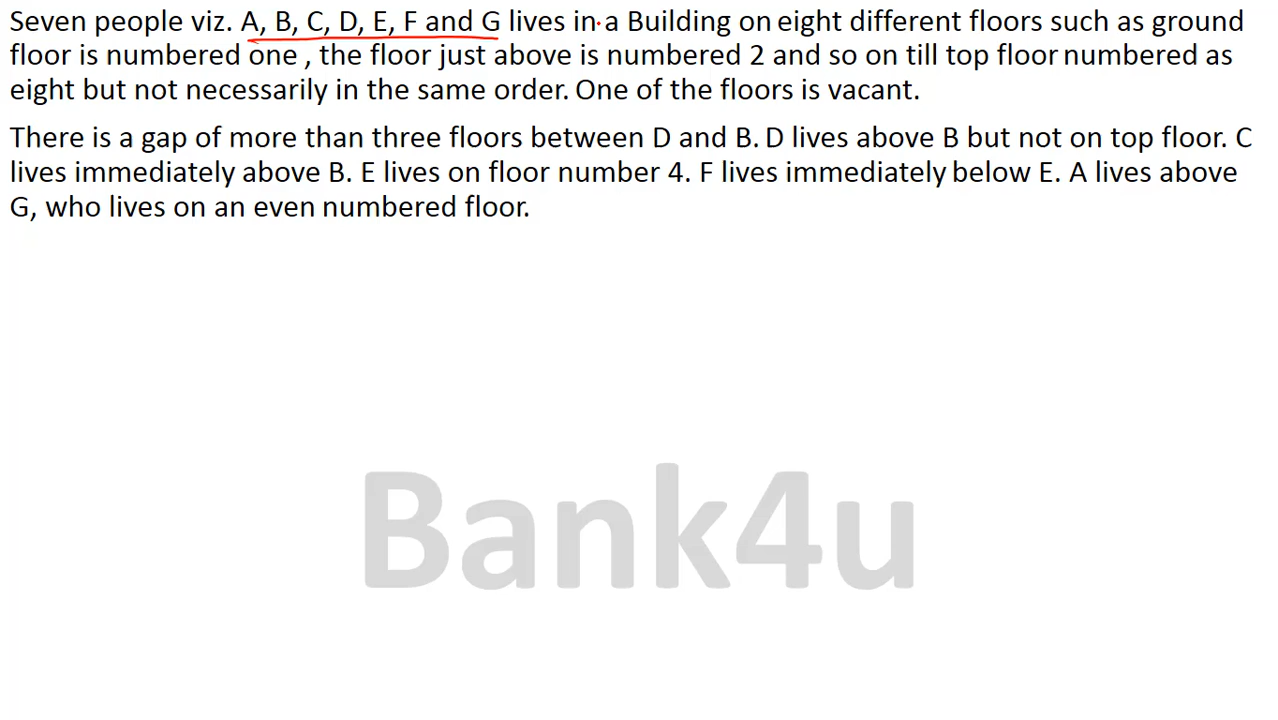 Seven people viz. A, B, C, D, E, F and G lives in a Building on eight different floors such as ground
floor is numbered one , the floor just above is numbered 2 and so on till top floor numbered as
eight but not necessarily in the same order. One of the floors is vacant.
There is a gap of more than three floors between D and B. D lives above B but not on top floor. C
lives immediately above B. E lives on floor number 4. F lives immediately below E. A lives above
G, who lives on an even numbered floor.
Bank4u